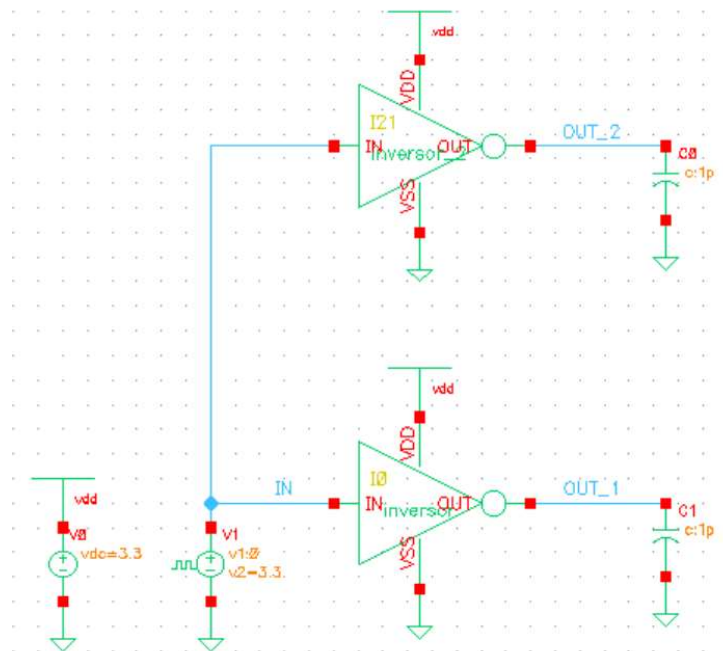 vdd
VDD
I21
IN
inversor_2
OUT
OUT_2
VSS
C0
c:1p
vdd
VDD
I0
IN
IN
inversor
OUT
OUT_1
VSS
C1
c:1p
vdd
V0
vdc=3.3
V1
v1:0
v2=3.3